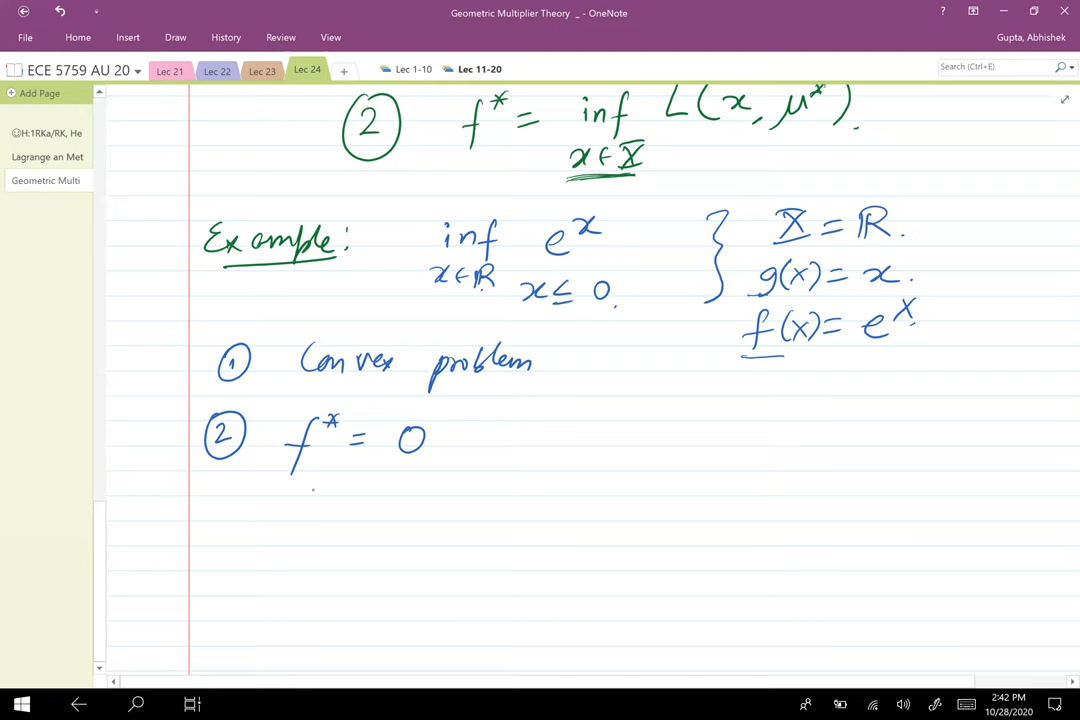 Geometric Multiplier Theory _ - OneNote
File Home Insert Draw History Review View Gupta, Abhishek
ECE 5759 AU 20 Lec 21 Lec 22 Lec 23 Lec 24 + Lec 1-10 Lec 11-20 Search (Ctrl+E)
Add Page
H:1RKa/RK, He
Lagrange an Met
Geometric Multi
② f* = inf L(x, μ*).
x∈X
Example: inf e^x } X = ℝ.
x∈ℝ x ≤ 0. g(x) = x.
f(x) = e^x.
① Convex problem
② f* = 0
2:42 PM
10/28/2020